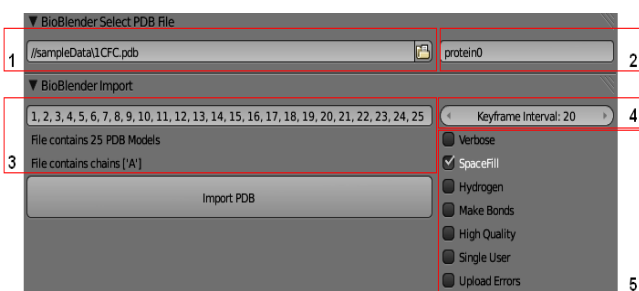 BioBlender Select PDB File
1
//sampleData\1CFC.pdb
protein0
2
BioBlender Import
1, 2, 3, 4, 5, 6, 7, 8, 9, 10, 11, 12, 13, 14, 15, 16, 17, 18, 19, 20, 21, 22, 23, 24, 25
Keyframe Interval: 20
4
File contains 25 PDB Models
Verbose
3
File contains chains ['A']
SpaceFill
Import PDB
Hydrogen
Make Bonds
High Quality
Single User
Upload Errors
5